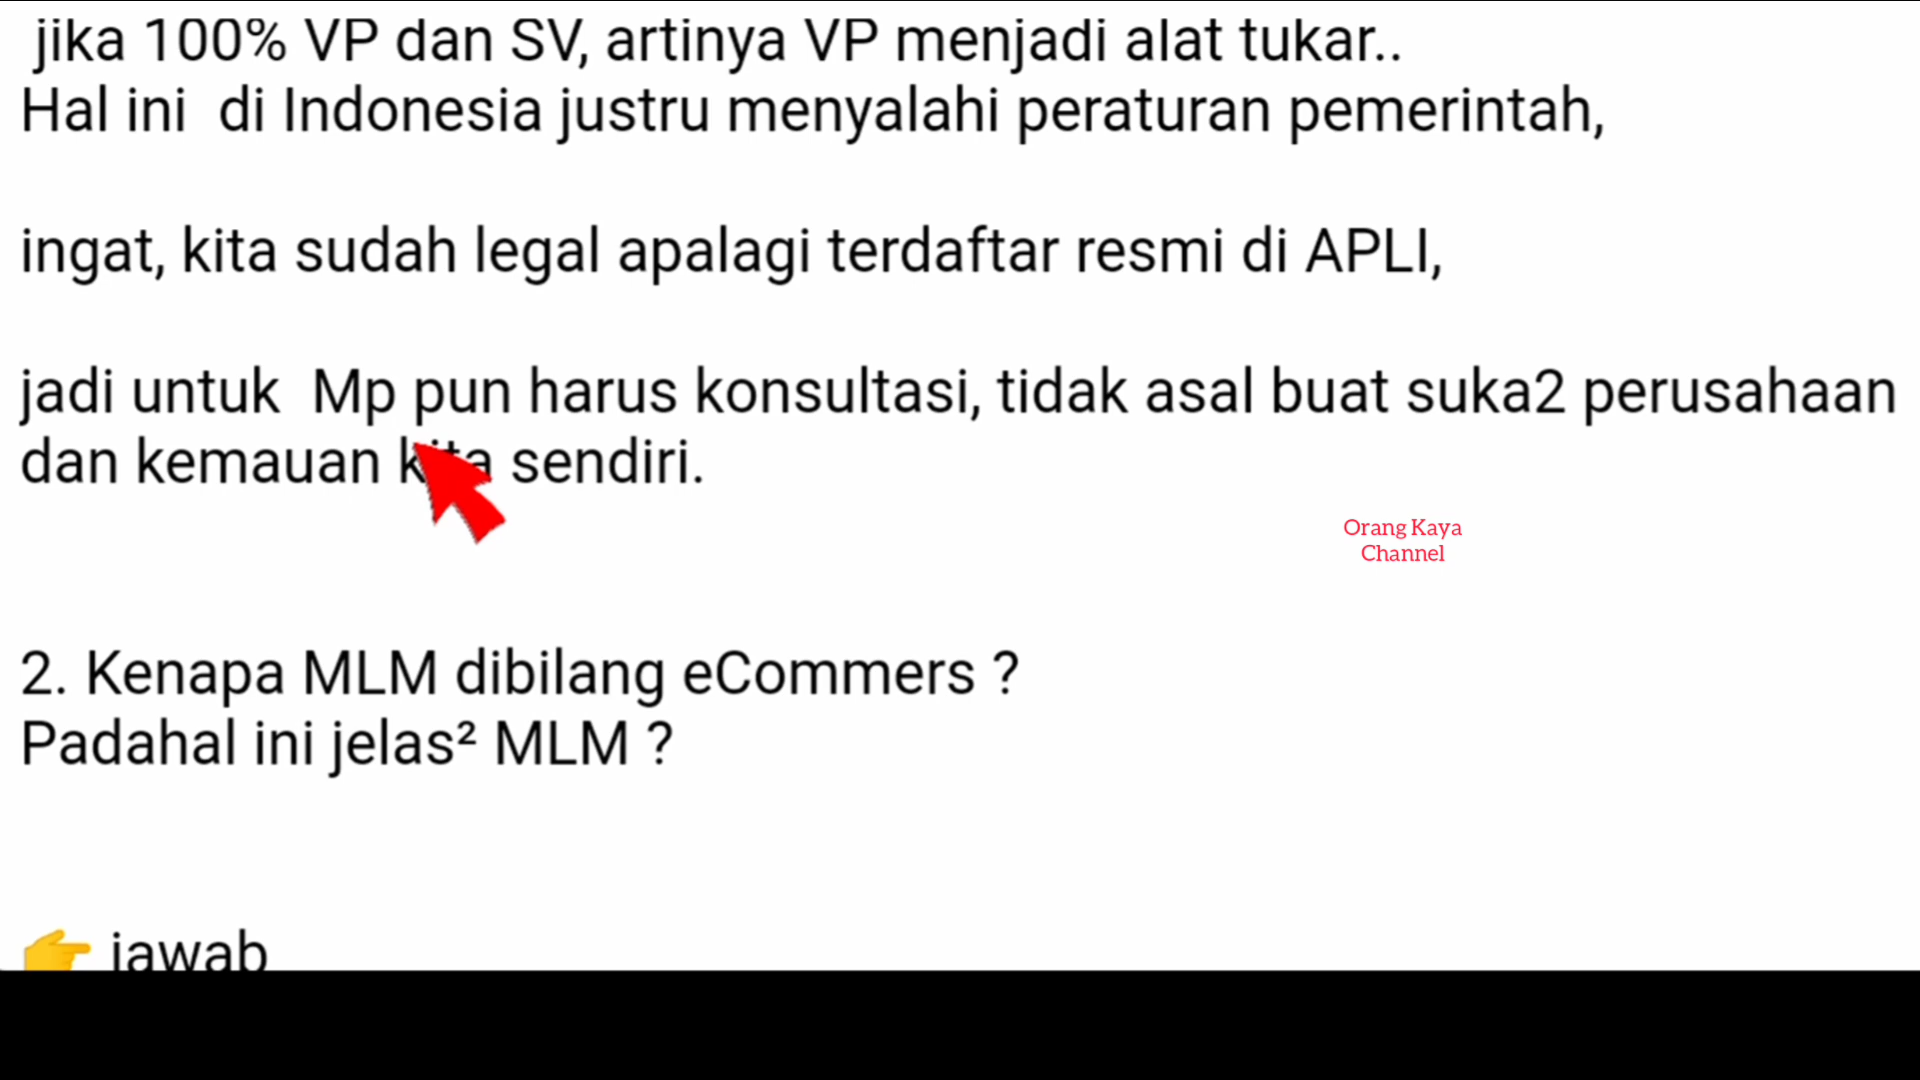 jika 100% VP dan SV, artinya VP menjadi alat tukar..
Hal ini di Indonesia justru menyalahi peraturan pemerintah,
ingat, kita sudah legal apalagi terdaftar resmi di APLI,
jadi untuk Mp pun harus konsultasi, tidak asal buat suka2 perusahaan
dan kemauan kita sendiri.
Orang Kaya
Channel
2. Kenapa MLM dibilang eCommers ?
Padahal ini jelas² MLM ?
👉 jawab